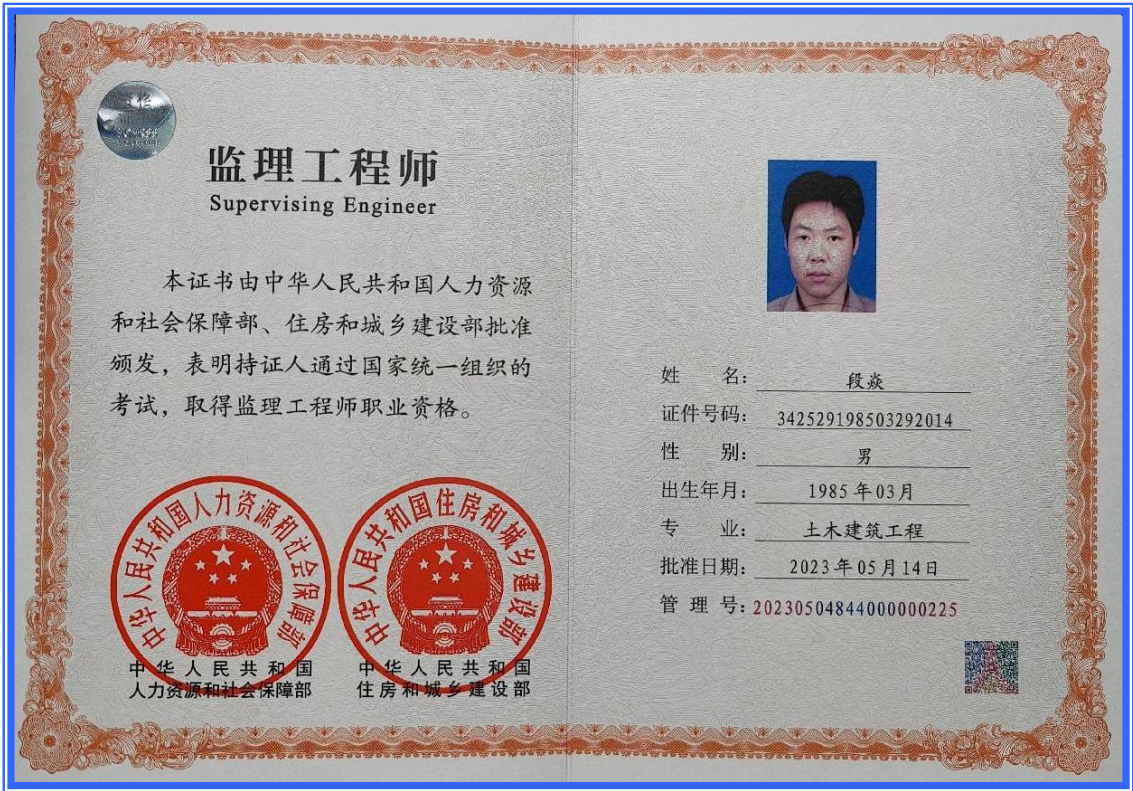 监理工程师
Supervising Engineer
本证书由中华人民共和国人力资源
和社会保障部、住房和城乡建设部批准
颁发，表明持证人通过国家统一组织的
考试，取得监理工程师职业资格。
中华人民共和国人力资源和社会保障部
中华人民共和国住房和城乡建设部
中华人民共和国
人力资源和社会保障部
中华人民共和国
住房和城乡建设部
姓 名：段焱
证件号码：342529198503292014
性 别：男
出生年月：1985年03月
专 业：土木建筑工程
批准日期：2023年05月14日
管 理 号：20230504844000000225